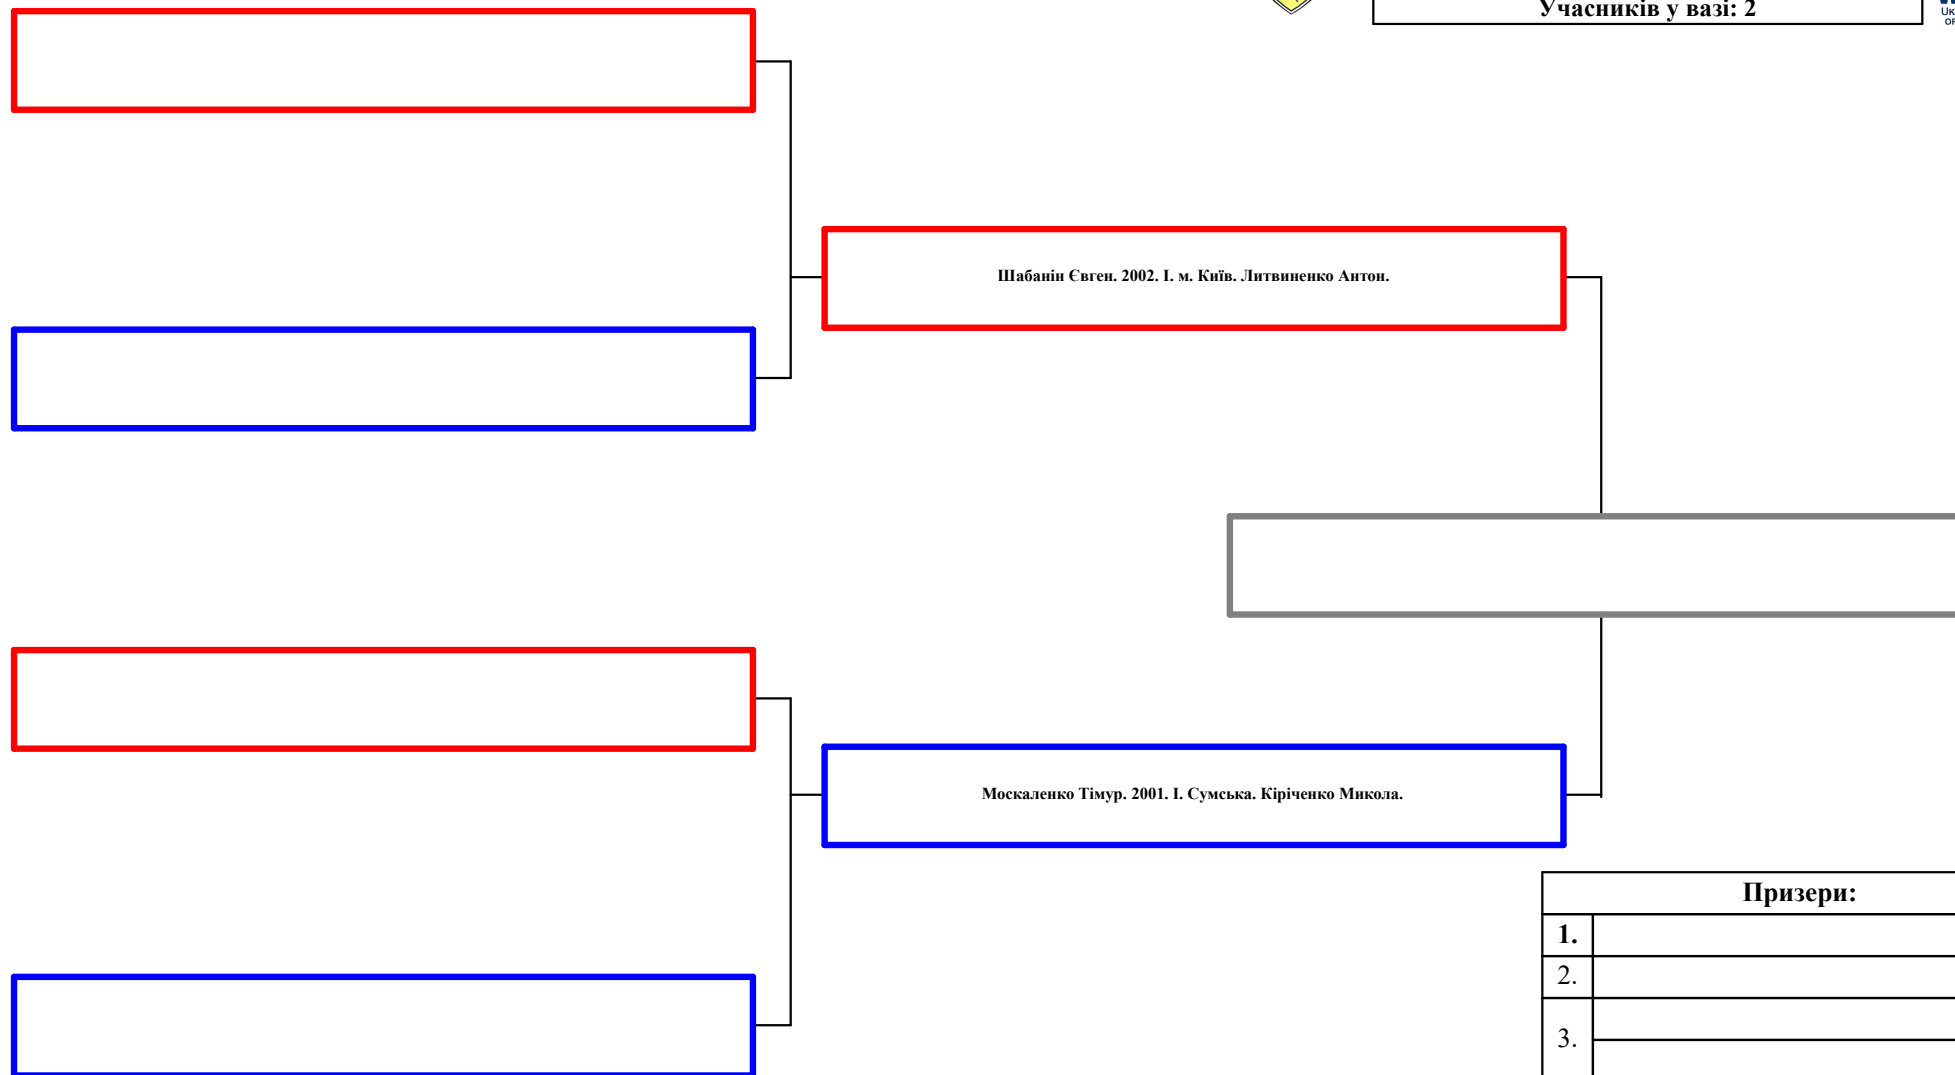 Учасників у вазі: 2
Шабанін Євген. 2002. І. м. Київ. Литвиненко Антон.
Москаленко Тімур. 2001. І. Сумська. Кіріченко Микола.
Призери:
1.
2.
3.